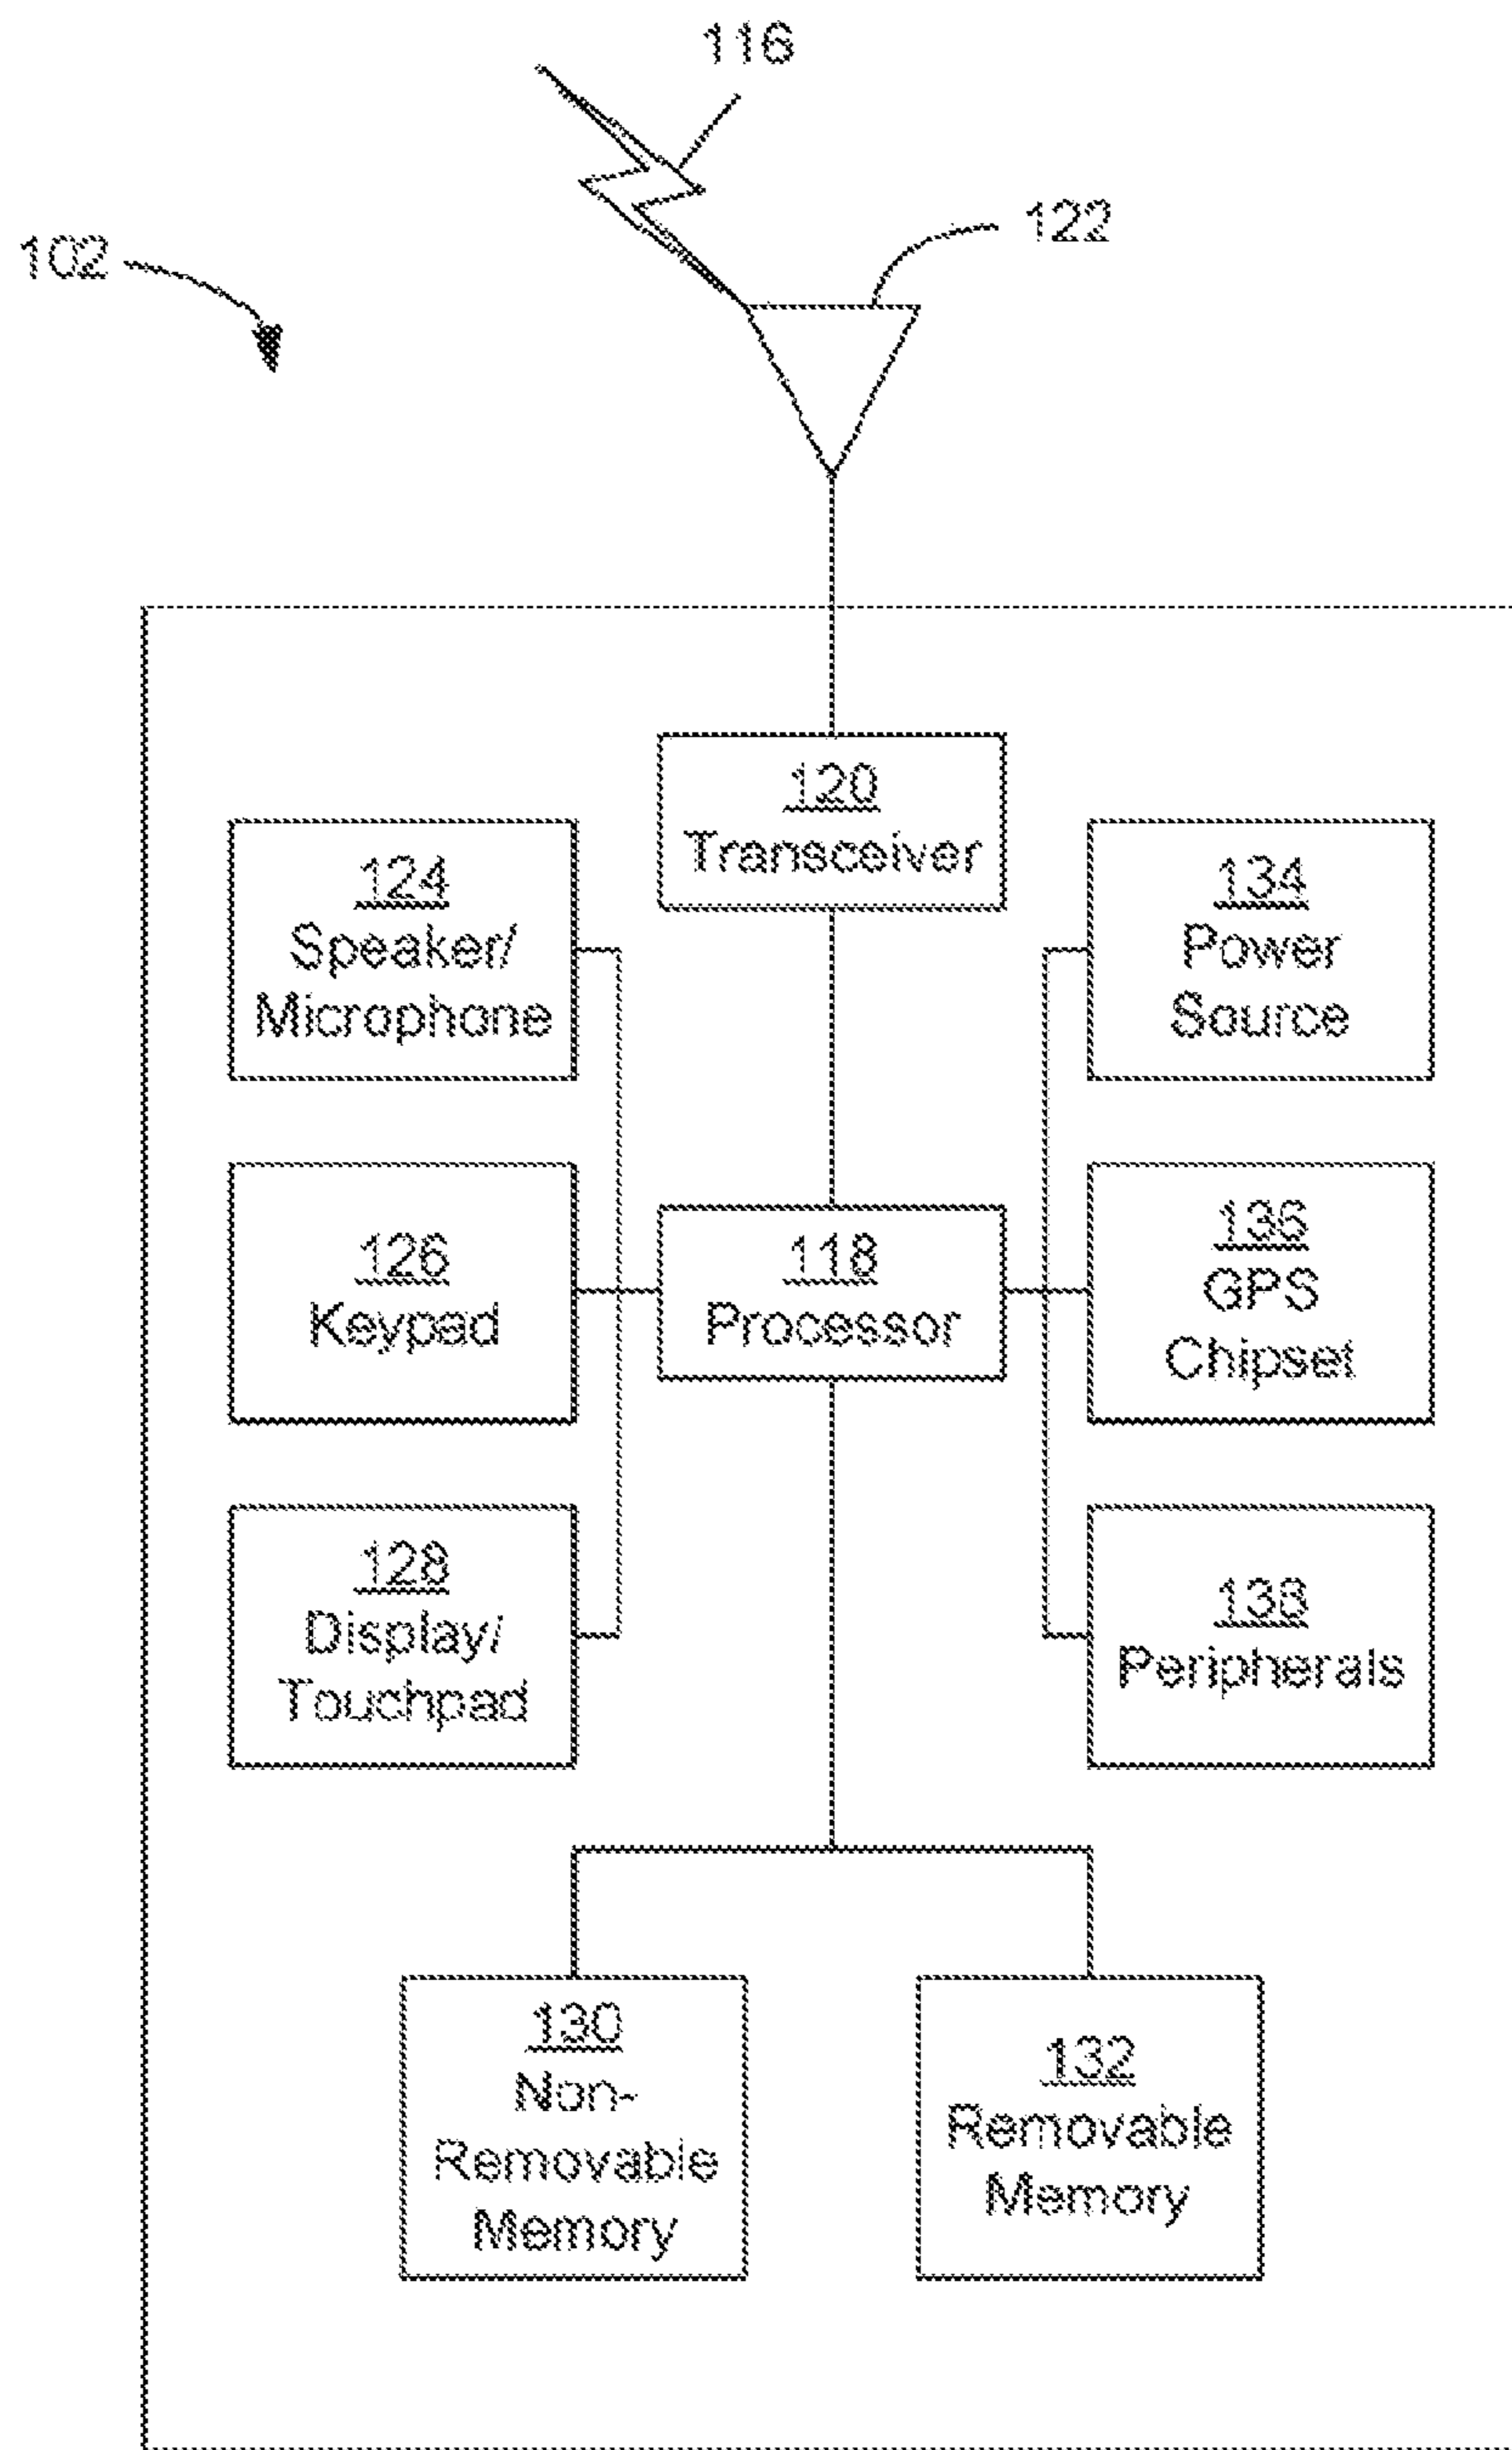 116
122
102
120
Transceiver
124
Speaker/
Microphone
134
Power
Source
126
Keypad
118
Processor
136
GPS
Chipset
128
Display/
Touchpad
138
Peripherals
130
Non-
Removable
Memory
132
Removable
Memory